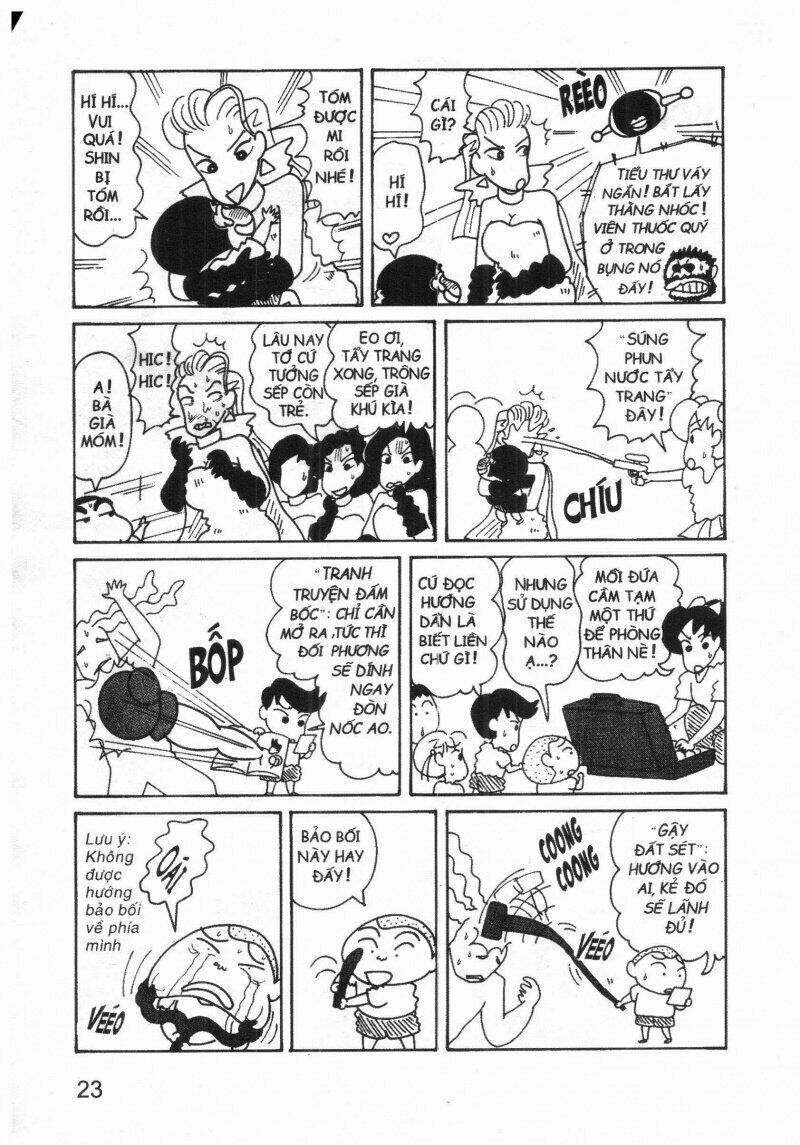 RÈÈO
TIỂU THƯ VÁY
NGẮN! BẮT LẤY
THẰNG NHÓC!
VIÊN THUỐC QUÝ
Ở TRONG
BỤNG NÓ
ĐẤY!
CÁI
GÌ?
HÍ
HÍ!
TÓM
ĐƯỢC
MI
RỒI
NHÉ!
HÍ HÍ...
VUI
QUÁ!
SHIN
BỊ
TÓM
RỒI...
"SÚNG
PHUN
NƯỚC TẨY
TRANG"
ĐÂY!
CHÍU
EO ƠI,
TẨY TRANG
XONG, TRÔNG
SẾP GIÀ
KHÚ KÌA!
LÂU NAY
TỚ CỨ
TƯỞNG
SẾP CÒN
TRẺ.
HIC!
HIC!
A!
BÀ
GIÀ
MÓM!
MỖI ĐỨA
CẦM TẠM
MỘT THỨ
ĐỂ PHÒNG
THÂN NÈ!
NHƯNG
SỬ DỤNG
THẾ
NÀO
Ạ...?
CỨ ĐỌC
HƯỚNG
DẪN LÀ
BIẾT LIỀN
CHỨ GÌ!
"TRANH
TRUYỆN ĐẤM
BỐC": CHỈ CẦN
MỞ RA, TỨC THÌ
ĐỐI PHƯƠNG
SẼ DÍNH
NGAY
ĐÒN
NỐC AO.
BỐP
"GẬY
ĐẤT SÉT":
HƯỚNG VÀO
AI, KẺ ĐÓ
SẼ LÃNH
ĐỦ!
COONG
COONG
VEÉO
BẢO BỐI
NÀY HAY
ĐẤY!
OÁI
Lưu ý:
Không
được
hướng
bảo bối
về phía
mình
VEÉO
23